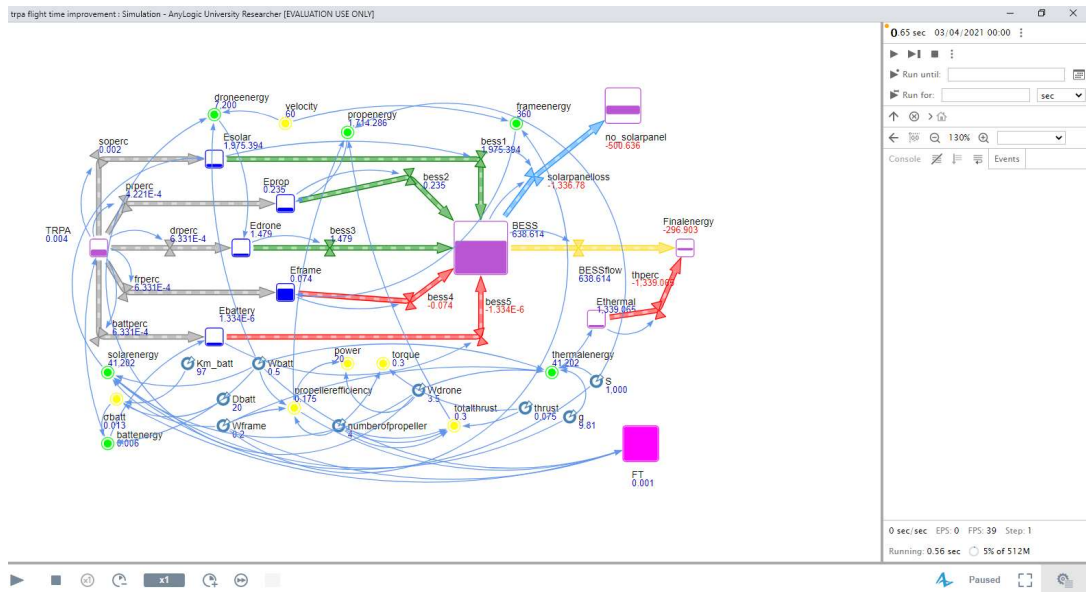 trpa flight time improvement : Simulation - AnyLogic University Researcher [EVALUATION USE ONLY]
0.65 sec 03/04/2021 00:00
Run until:
Run for: sec
130%
Console Events
droneenergy
7,200
velocity
60
propenergy
1,714.286
frameenergy
360
no_solarpanel
-500.636
soperc
0.002
Esolar
1,975.394
bess1
1,975.394
solarpanelloss
-1,336.78
prperc
4.221E-4
Eprop
0.235
bess2
0.235
TRPA
0.004
drperc
6.331E-4
Edrone
1.479
bess3
1.479
BESS
638.614
BESSflow
638.614
Finalenergy
-296.903
frperc
6.331E-4
Eframe
0.074
bess4
-0.074
bess5
-1.334E-6
thperc
-1,339.065
Ethermal
1,339.065
battperc
6.331E-4
Ebattery
1.334E-6
solarenergy
41.202
Km_batt
97
Wbatt
0.5
power
20
torque
0.3
thermalenergy
41.202
S
1,000
σbatt
0.013
Dbatt
20
propellerefficiency
0.175
Wdrone
3.5
totalthrust
0.3
thrust
0.075
g
9.81
battenergy
0.006
Wframe
0.2
numberofpropeller
4
FT
0.001
0 sec/sec EPS: 0 FPS: 39 Step: 1
Running: 0.56 sec 5% of 512M
x1
x1
Paused